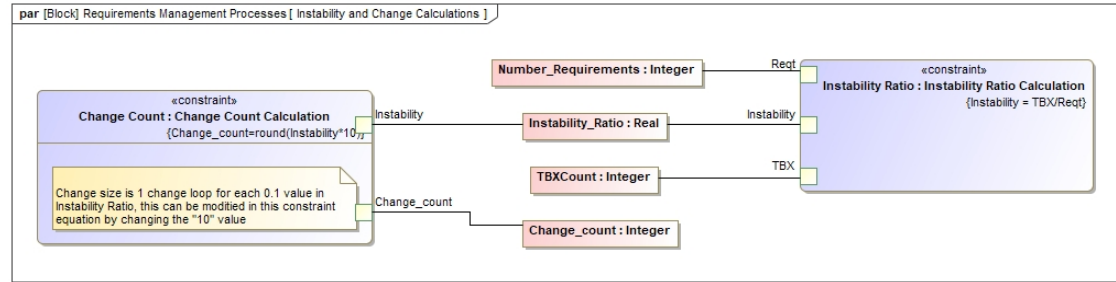 par [Block] Requirements Management Processes [ Instability and Change Calculations ]
Number_Requirements : Integer
Reqt
«constraint»
Instability Ratio : Instability Ratio Calculation
{Instability = TBX/Reqt}
«constraint»
Change Count : Change Count Calculation
{Change_count=round(Instability*10)}
Instability
Instability_Ratio : Real
Instability
TBXCount : Integer
TBX
Change size is 1 change loop for each 0.1 value in
Instability Ratio, this can be moditied in this constraint
equation by changing the "10" value
Change_count
Change_count : Integer